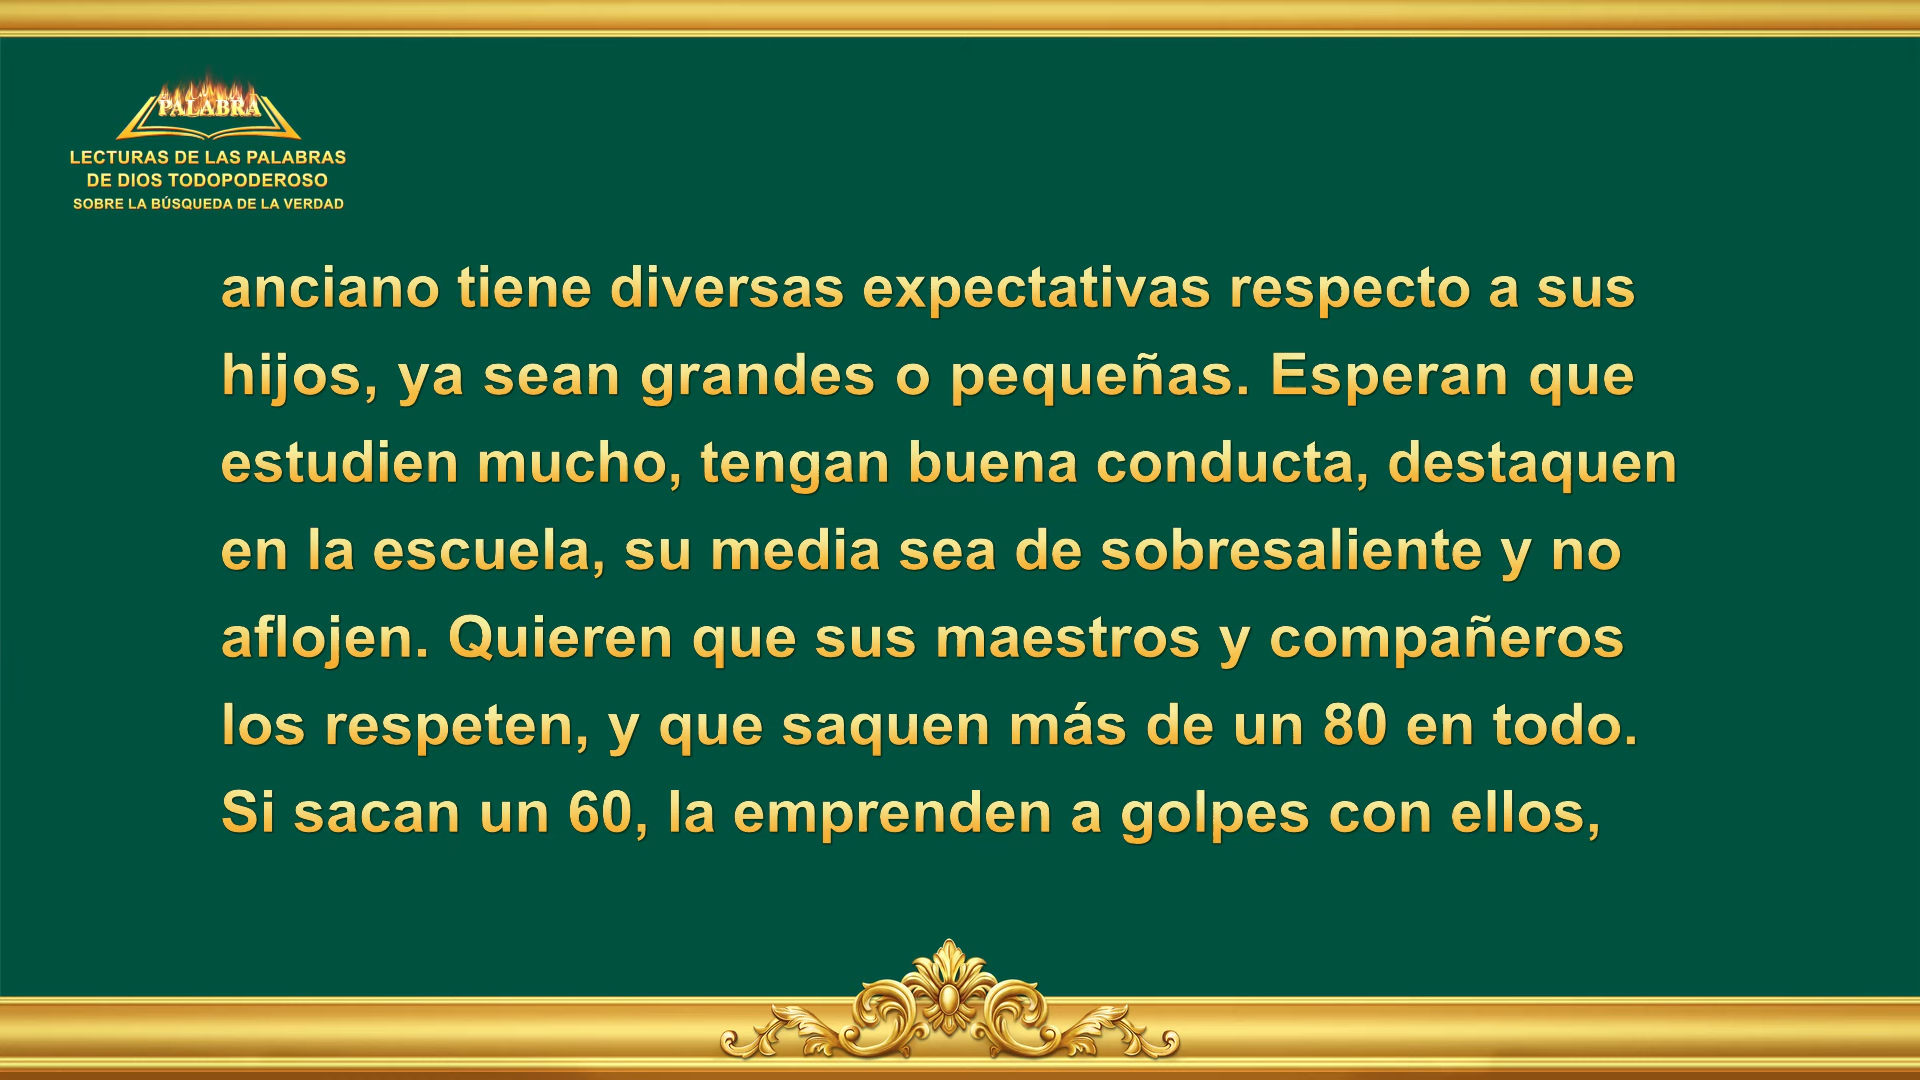 PALABRA
LECTURAS DE LAS PALABRAS
DE DIOS TODOPODEROSO
SOBRE LA BÚSQUEDA DE LA VERDAD
anciano tiene diversas expectativas respecto a sus
hijos, ya sean grandes o pequeñas. Esperan que
estudien mucho, tengan buena conducta, destaquen
en la escuela, su media sea de sobresaliente y no
aflojen. Quieren que sus maestros y compañeros
los respeten, y que saquen más de un 80 en todo.
Si sacan un 60, la emprenden a golpes con ellos,